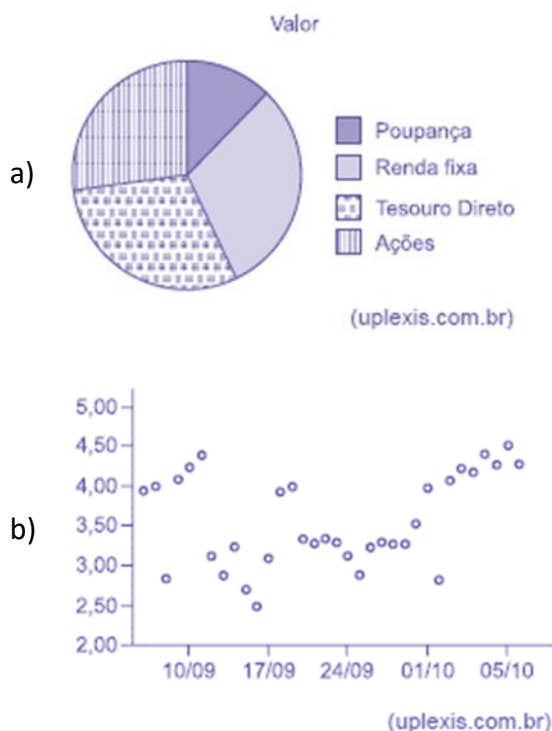 Valor
a)
Poupança
Renda fixa
Tesouro Direto
Ações
(uplexis.com.br)
b)
5,00
4,50
4,00
3,50
3,00
2,50
2,00
10/09 17/09 24/09 01/10 05/10
(uplexis.com.br)